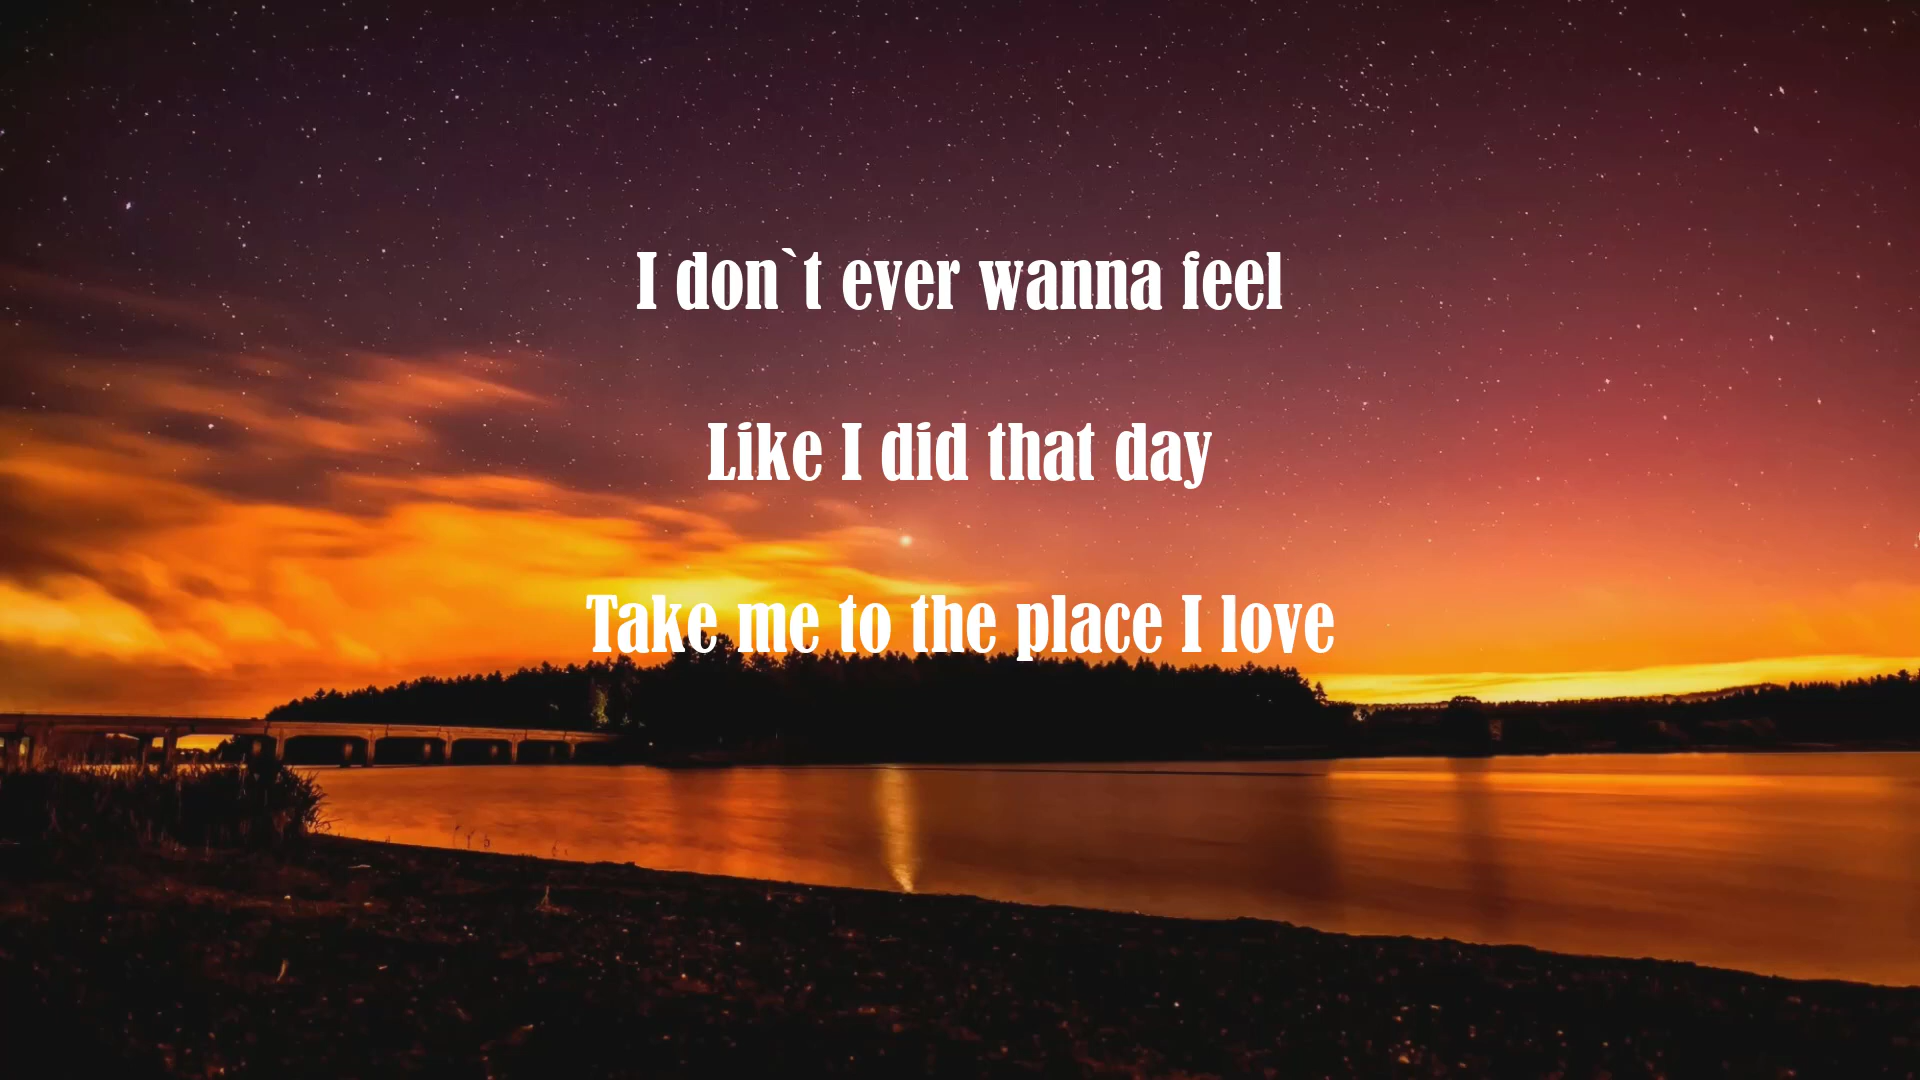 I don`t ever wanna feel
Like I did that day
Take me to the place I love